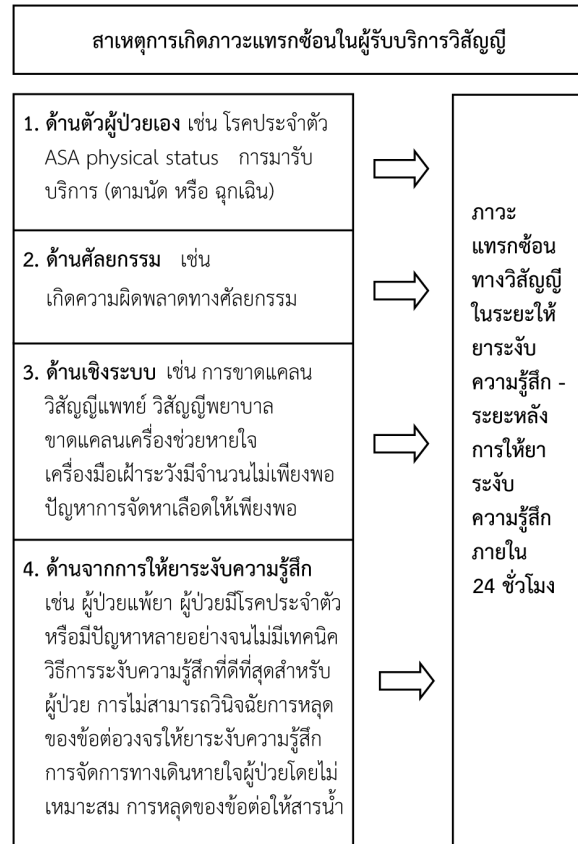 สาเหตุการเกิดภาวะแทรกซ้อนในผู้รับบริการวิสัญญี
1. ด้านตัวผู้ป่วยเอง เช่น โรคประจำตัว
ASA physical status การมารับ
บริการ (ตามนัด หรือ ฉุกเฉิน)
2. ด้านศัลยกรรม เช่น
เกิดความผิดพลาดทางศัลยกรรม
3. ด้านเชิงระบบ เช่น การขาดแคลน
วิสัญญีแพทย์ วิสัญญีพยาบาล
ขาดแคลนเครื่องช่วยหายใจ
เครื่องมือเฝ้าระวังมีจำนวนไม่เพียงพอ
ปัญหาการจัดหาเลือดให้เพียงพอ
4. ด้านจากการให้ยาระงับความรู้สึก
เช่น ผู้ป่วยแพ้ยา ผู้ป่วยมีโรคประจำตัว
หรือมีปัญหาหลายอย่างจนไม่มีเทคนิค
วิธีการระงับความรู้สึกที่ดีที่สุดสำหรับ
ผู้ป่วย การไม่สามารถวินิจฉัยการหลุด
ของข้อต่อวงจรให้ยาระงับความรู้สึก
การจัดการทางเดินหายใจผู้ป่วยโดยไม่
เหมาะสม การหลุดของข้อต่อให้สารน้ำ
ภาวะ
แทรกซ้อน
ทางวิสัญญี
ในระยะให้
ยาระงับ
ความรู้สึก -
ระยะหลัง
การให้ยา
ระงับ
ความรู้สึก
ภายใน
24 ชั่วโมง